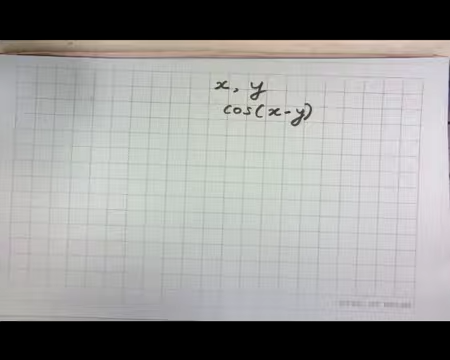 x, y
cos(x-y)